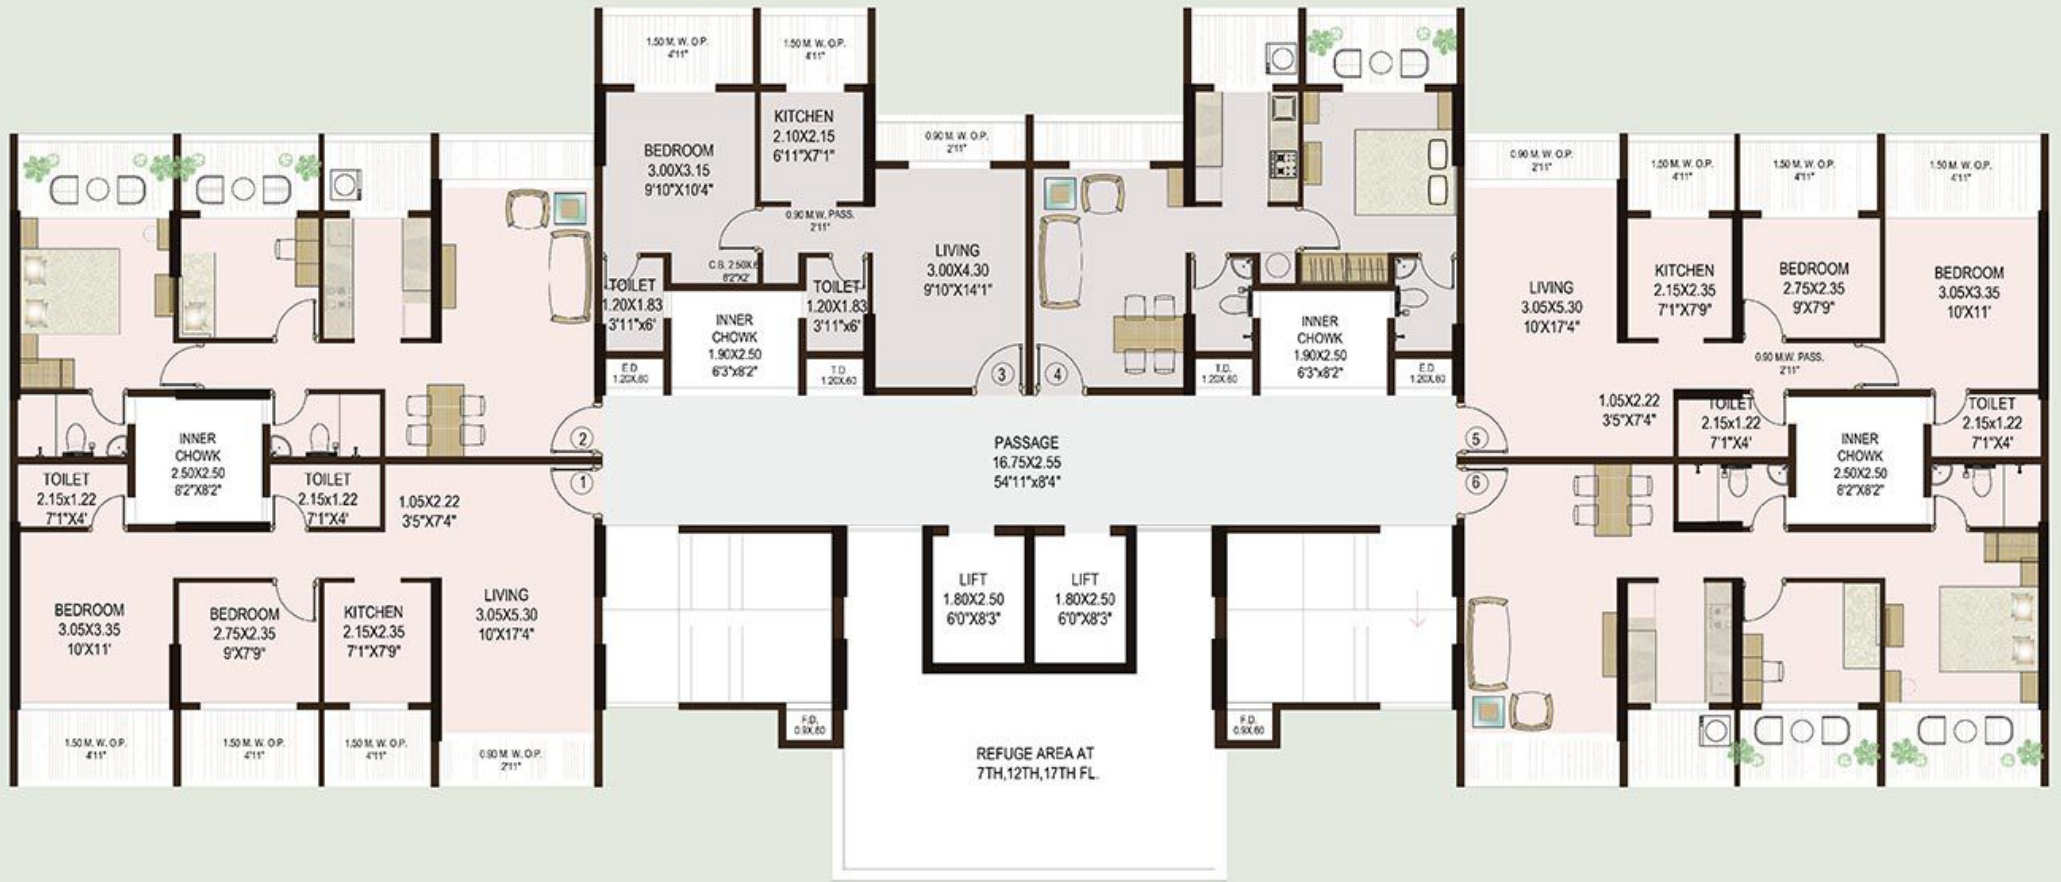 1.50 M. W. O.P.
4'11"
1.50 M. W. O.P.
4'11"
KITCHEN
2.10X2.15
6'11"X7'1"
BEDROOM
3.00X3.15
9'10"X10'4"
0.90 M. W. O.P.
2'11"
0.90 M.W. PASS.
2'11"
C.B. 2.50X.6
8'2"X2'
TOILET
1.20X1.83
3'11"x6'
TOILET
1.20X1.83
3'11"x6'
LIVING
3.00X4.30
9'10"X14'1"
INNER
CHOWK
1.90X2.50
6'3"x8'2"
E.D.
1.20X.60
T.D.
1.20X.60
3
4
INNER
CHOWK
1.90X2.50
6'3"x8'2"
T.D.
1.20X.60
E.D.
1.20X.60
0.90 M. W. O.P.
2'11"
1.50 M. W. O.P.
4'11"
1.50 M. W. O.P.
4'11"
1.50 M. W. O.P.
4'11"
LIVING
3.05X5.30
10'X17'4"
KITCHEN
2.15X2.35
7'1"X7'9"
BEDROOM
2.75X2.35
9'X7'9"
BEDROOM
3.05X3.35
10'X11'
0.90 M.W. PASS.
2'11"
1.05X2.22
3'5"X7'4"
TOILET
2.15x1.22
7'1"X4'
INNER
CHOWK
2.50X2.50
8'2"X8'2"
TOILET
2.15x1.22
7'1"X4'
2
1
5
6
PASSAGE
16.75X2.55
54'11"x8'4"
INNER
CHOWK
2.50X2.50
8'2"X8'2"
TOILET
2.15x1.22
7'1"X4'
TOILET
2.15x1.22
7'1"X4'
1.05X2.22
3'5"X7'4"
BEDROOM
3.05X3.35
10'X11'
BEDROOM
2.75X2.35
9'X7'9"
KITCHEN
2.15X2.35
7'1"X7'9"
LIVING
3.05X5.30
10'X17'4"
1.50 M. W. O.P.
4'11"
1.50 M. W. O.P.
4'11"
1.50 M. W. O.P.
4'11"
0.90 M. W. O.P.
2'11"
LIFT
1.80X2.50
6'0"X8'3"
LIFT
1.80X2.50
6'0"X8'3"
F.D.
0.9X.60
F.D.
0.9X.60
REFUGE AREA AT
7TH,12TH,17TH FL.